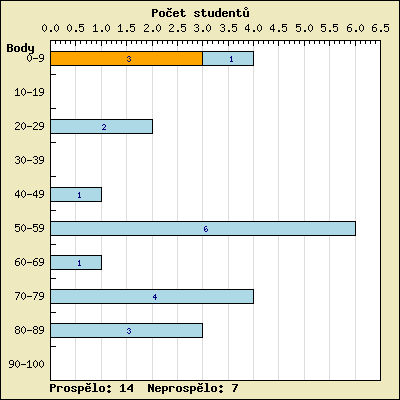 Počet studentů
0.0 0.5 1.0 1.5 2.0 2.5 3.0 3.5 4.0 4.5 5.0 5.5 6.0 6.5
Body
0-9 3 1
10-19
20-29 2
30-39
40-49 1
50-59 6
60-69 1
70-79 4
80-89 3
90-100
Prospělo: 14 Neprospělo: 7